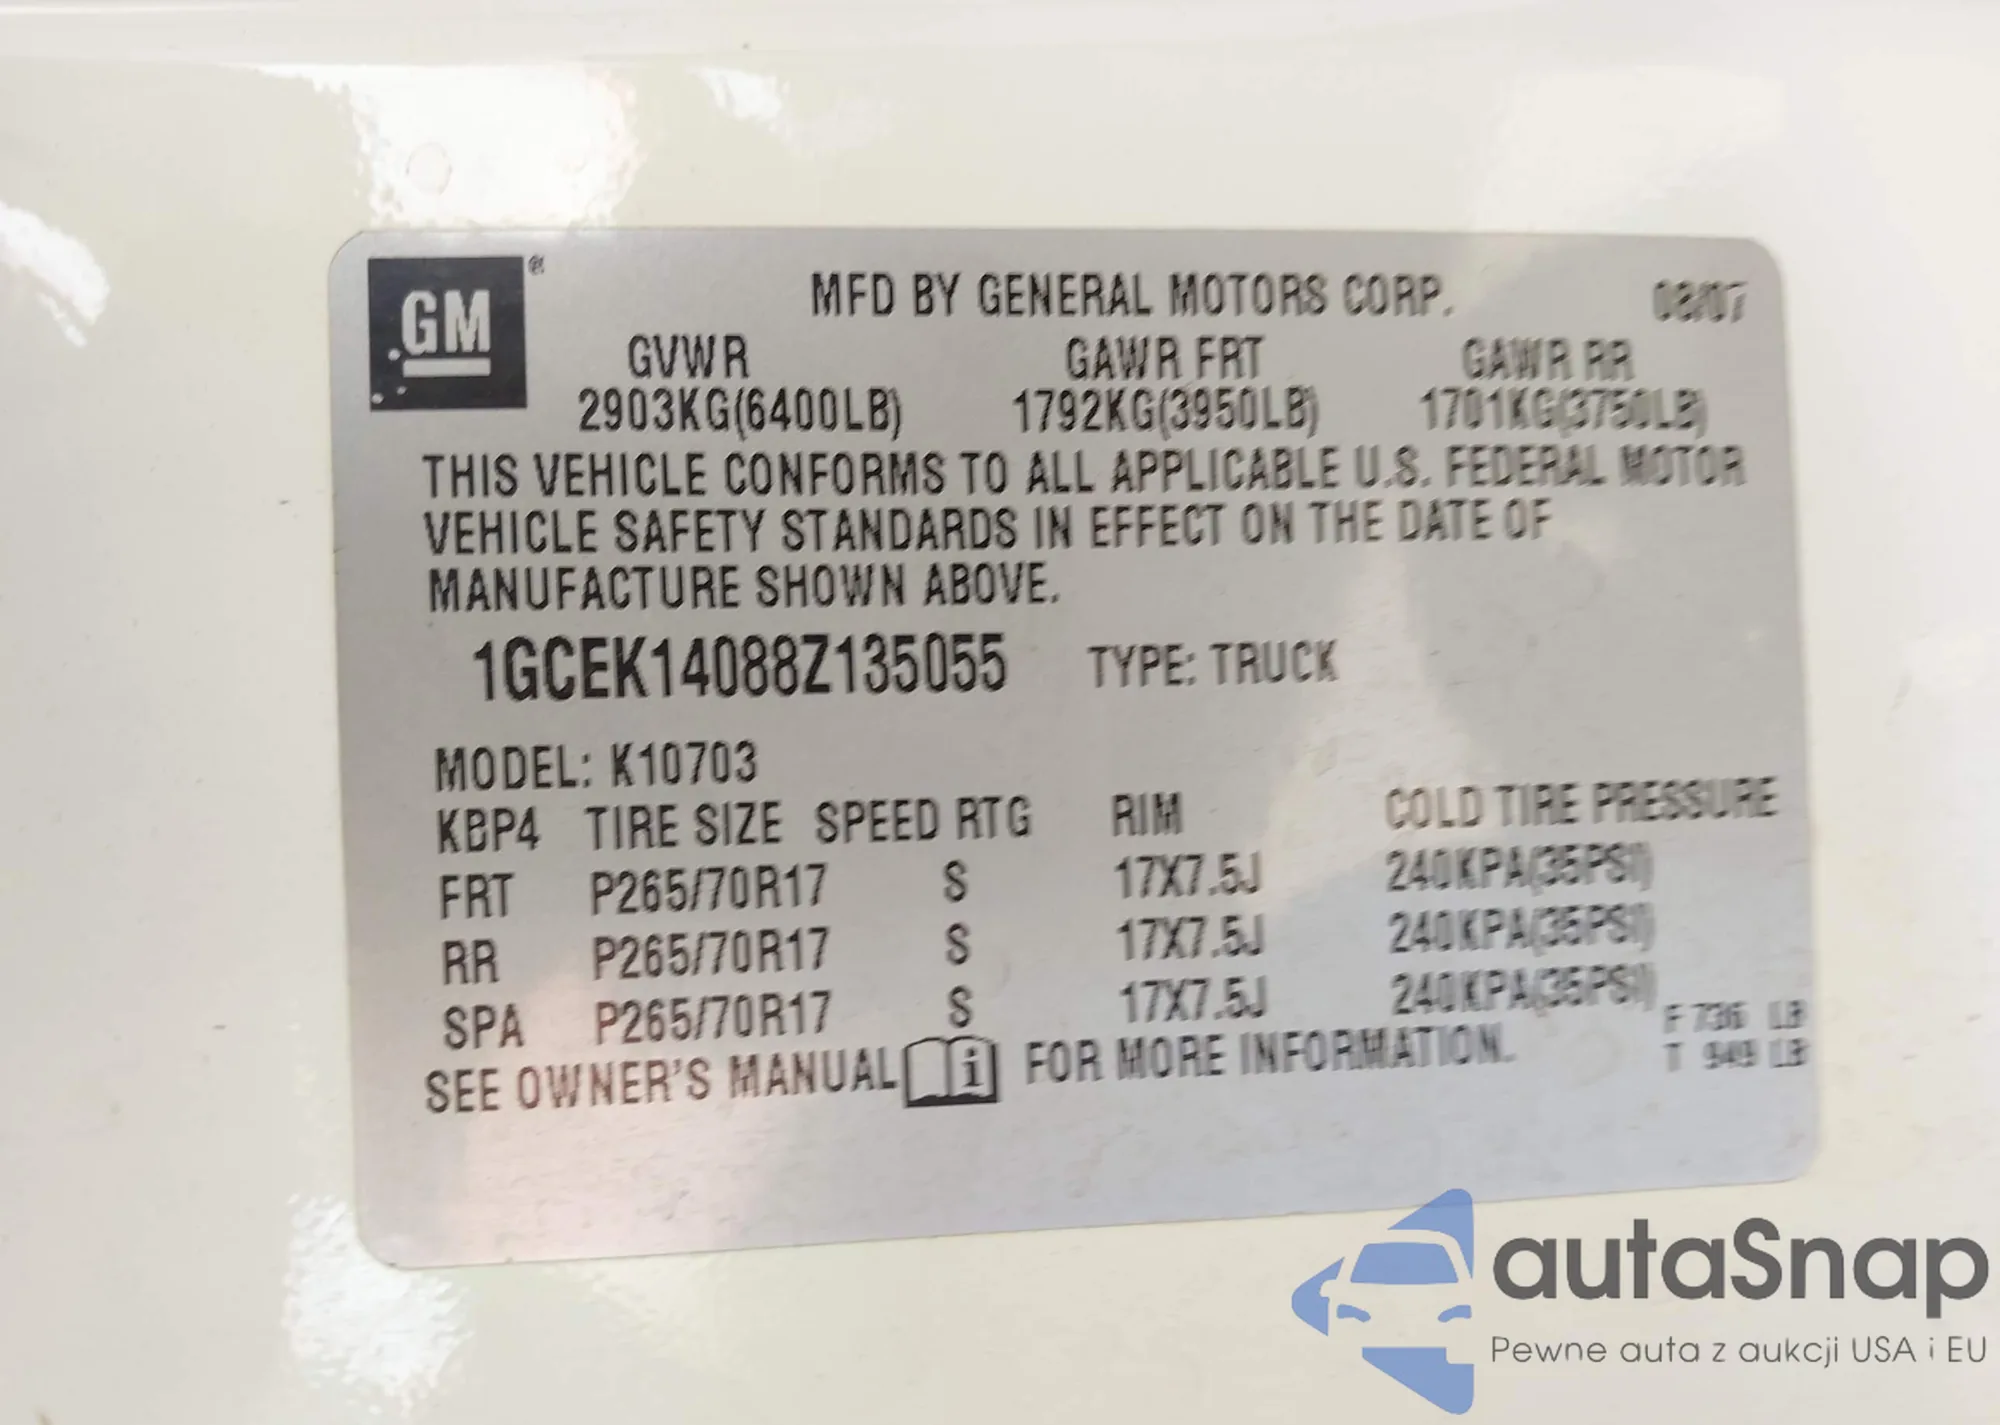 GM ®
MFD BY GENERAL MOTORS CORP. 08/07
GVWR GAWR FRT GAWR RR
2903KG(6400LB) 1792KG(3950LB) 1701KG(3750LB)
THIS VEHICLE CONFORMS TO ALL APPLICABLE U.S. FEDERAL MOTOR
VEHICLE SAFETY STANDARDS IN EFFECT ON THE DATE OF
MANUFACTURE SHOWN ABOVE.
1GCEK14088Z135055 TYPE: TRUCK
MODEL: K10703
KBP4 TIRE SIZE SPEED RTG RIM COLD TIRE PRESSURE
FRT P265/70R17 S 17X7.5J 240KPA(35PSI)
RR P265/70R17 S 17X7.5J 240KPA(35PSI)
SPA P265/70R17 S 17X7.5J 240KPA(35PSI)
F 736 LB
T 949 LB
SEE OWNER'S MANUAL i FOR MORE INFORMATION.
autaSnap
Pewne auta z aukcji USA i EU